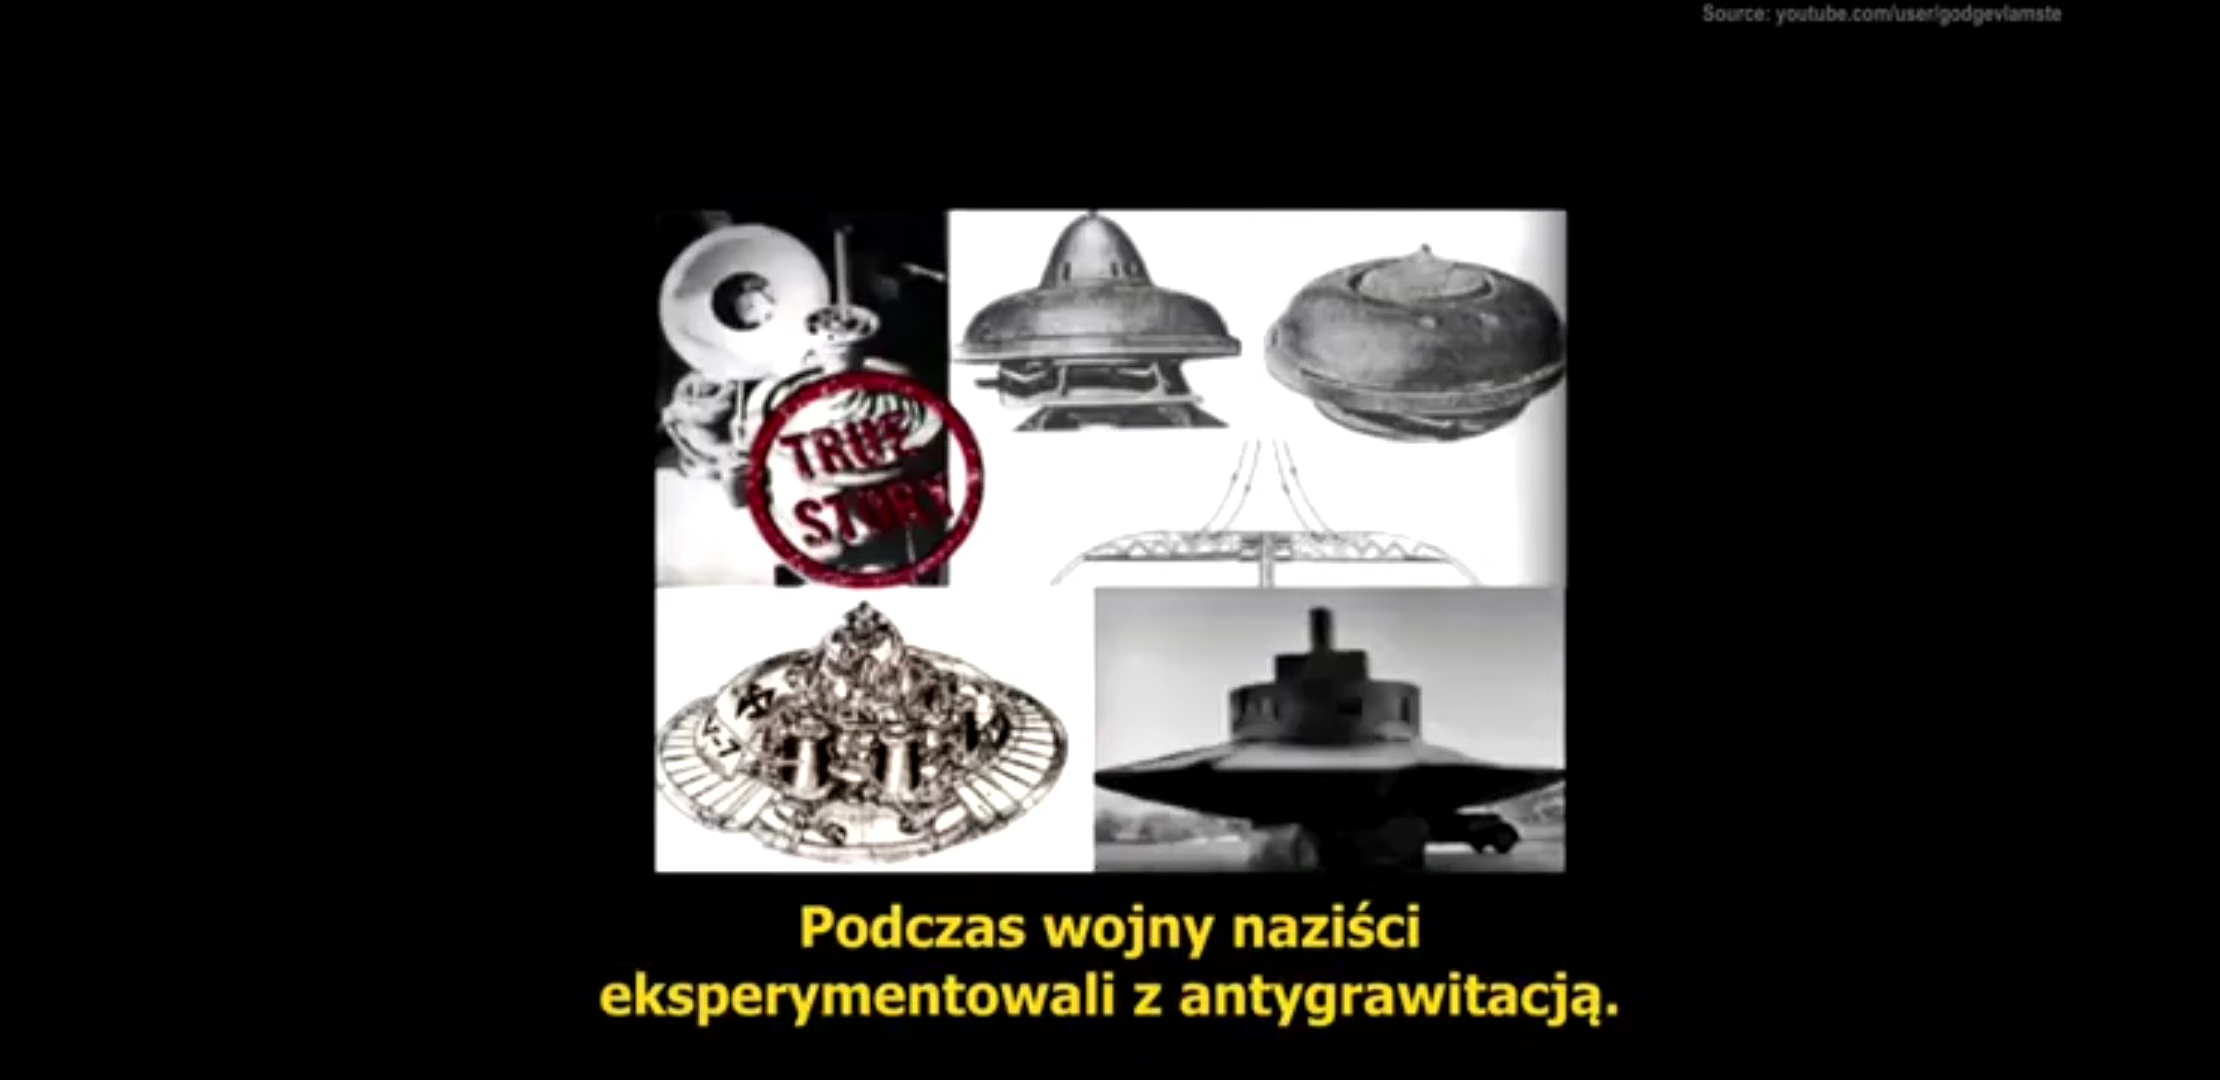 Source: youtube.com/user/godgevlamste
TRUE
STORY
V-7
Podczas wojny naziści
eksperymentowali z antygrawitacją.